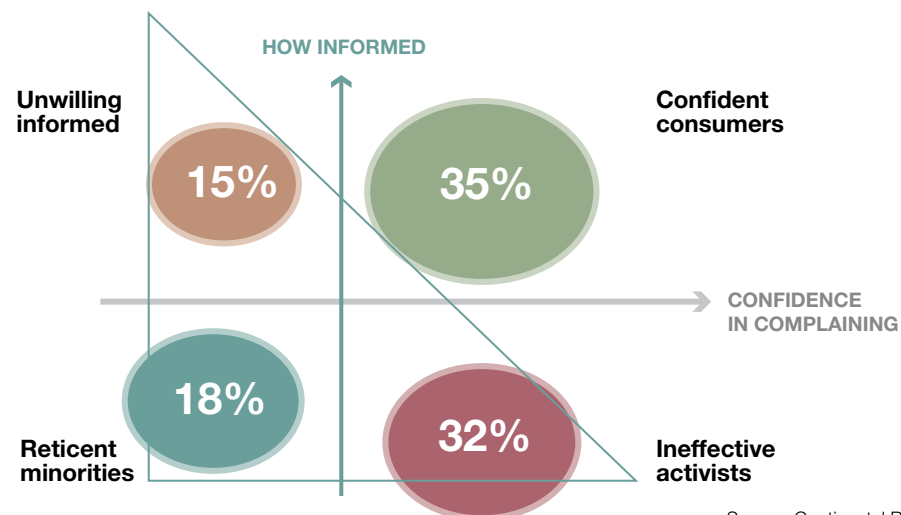 HOW INFORMED
Unwilling
informed
Confident
consumers
15%
35%
CONFIDENCE
IN COMPLAINING
18%
32%
Reticent
minorities
Ineffective
activists